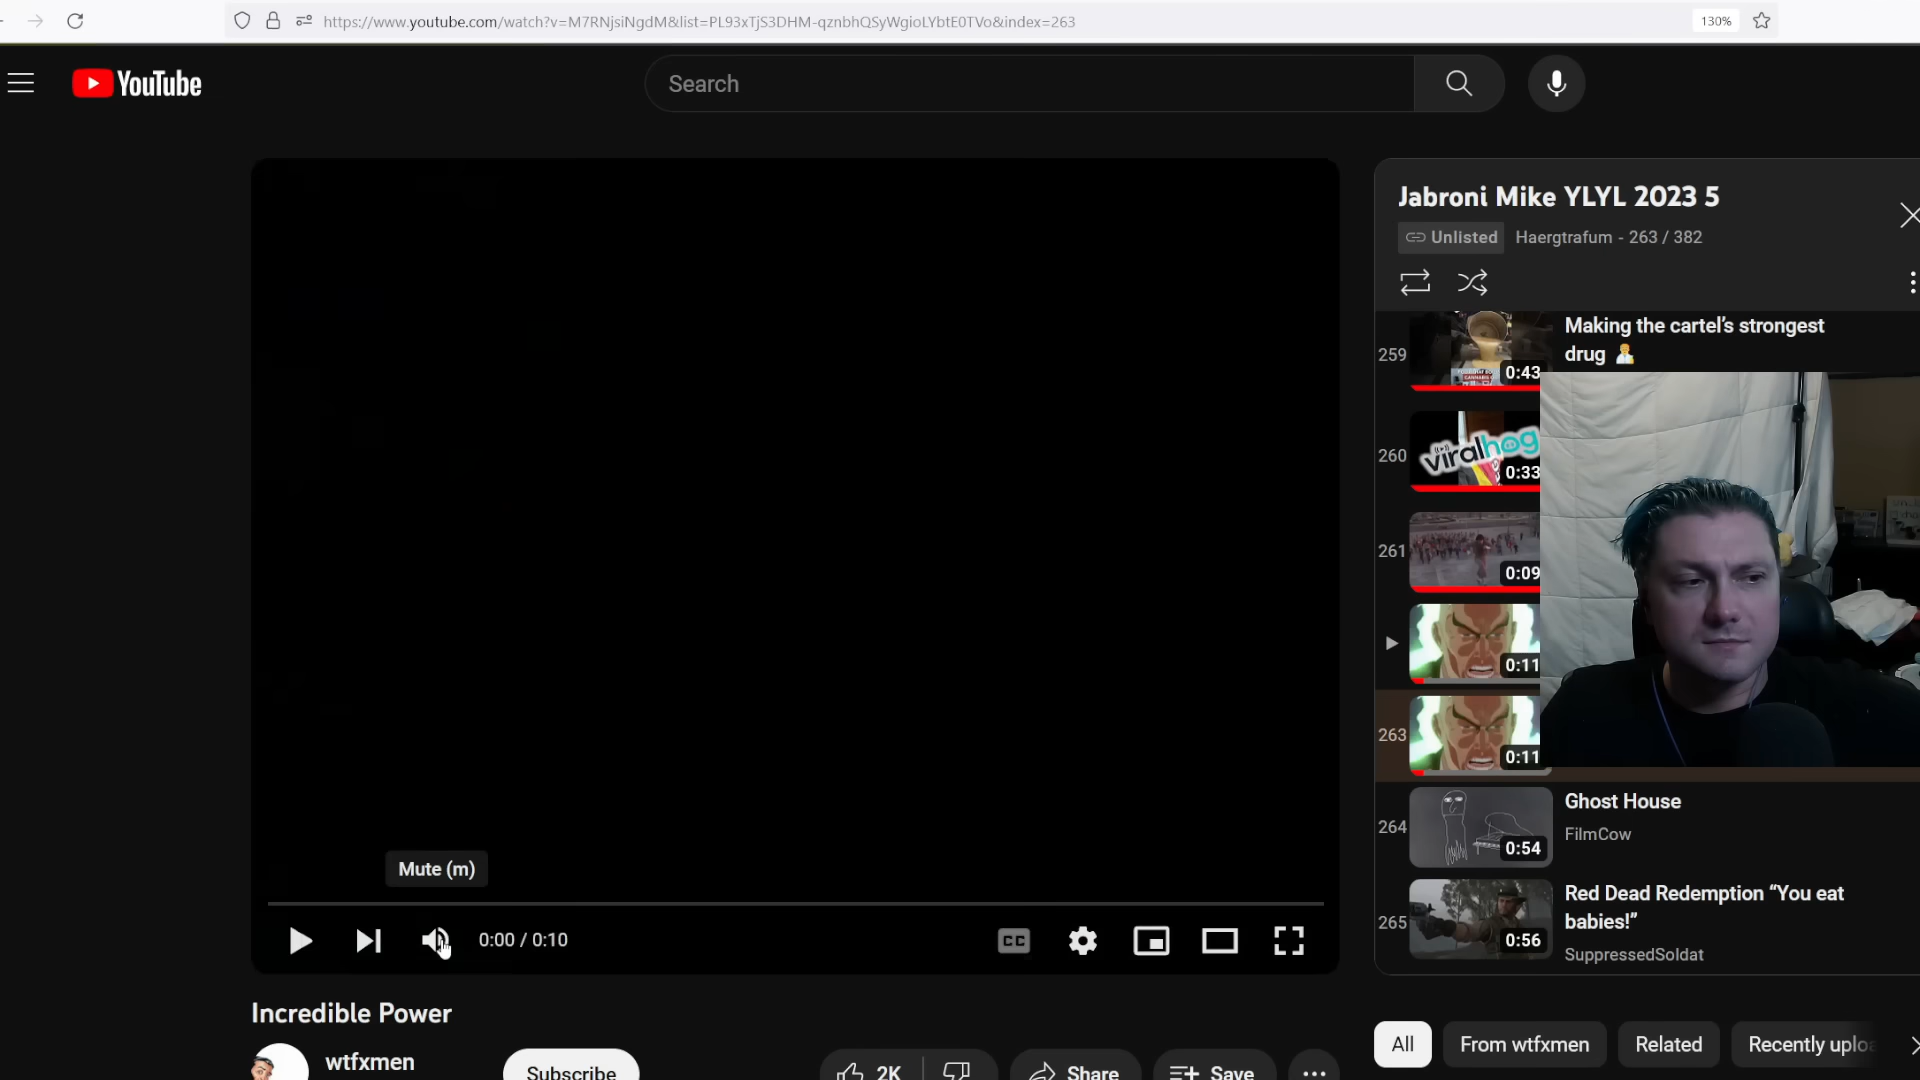 https://www.youtube.com/watch?v=M7RNjsiNgdM&list=PL93xTjS3DHM-qznbhQSyWgioLYbtE0TVo&index=263
130%
YouTube
Search
Jabroni Mike YLYL 2023 5
Unlisted
Haergtrafum - 263 / 382
259
0:43
Making the cartel's strongest
drug
260
viralhog
0:33
261
0:09
0:11
263
0:11
264
0:54
Ghost House
FilmCow
265
0:56
Red Dead Redemption “You eat
babies!”
SuppressedSoldat
Mute (m)
0:00 / 0:10
CC
Incredible Power
wtfxmen
Subscribe
2K
Share
Save
All
From wtfxmen
Related
Recently uploa